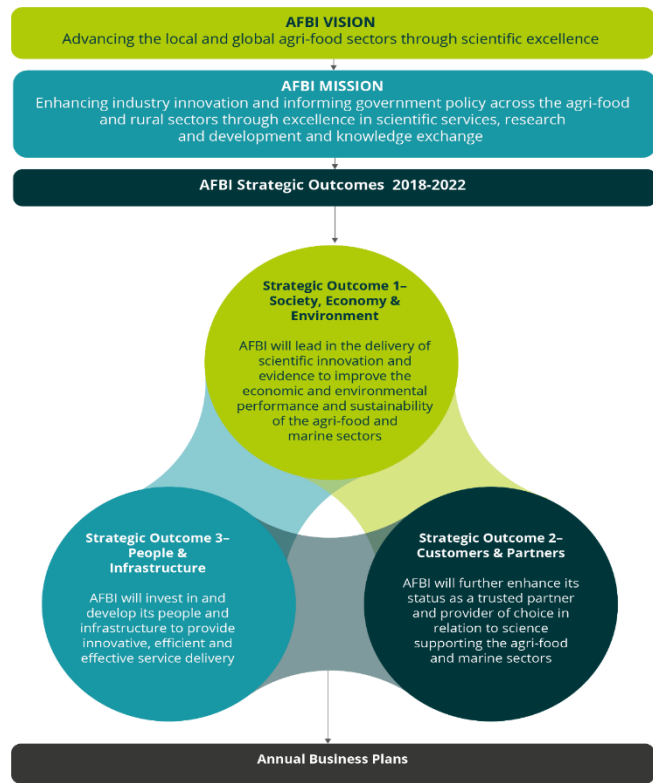 AFBI VISION
Advancing the local and global agri-food sectors through scientific excellence
AFBI MISSION
Enhancing industry innovation and informing government policy across the agri-food
and rural sectors through excellence in scientific services, research
and development and knowledge exchange
AFBI Strategic Outcomes 2018-2022
Strategic Outcome 1–
Society, Economy &
Environment
AFBI will lead in the delivery of
scientific innovation and
evidence to improve the
economic and environmental
performance and sustainability
of the agri-food and
marine sectors
Strategic Outcome 3–
People &
Infrastructure
AFBI will invest in and
develop its people and
infrastructure to provide
innovative, efficient and
effective service delivery
Strategic Outcome 2–
Customers & Partners
AFBI will further enhance its
status as a trusted partner
and provider of choice in
relation to science
supporting the agri-food
and marine sectors
Annual Business Plans